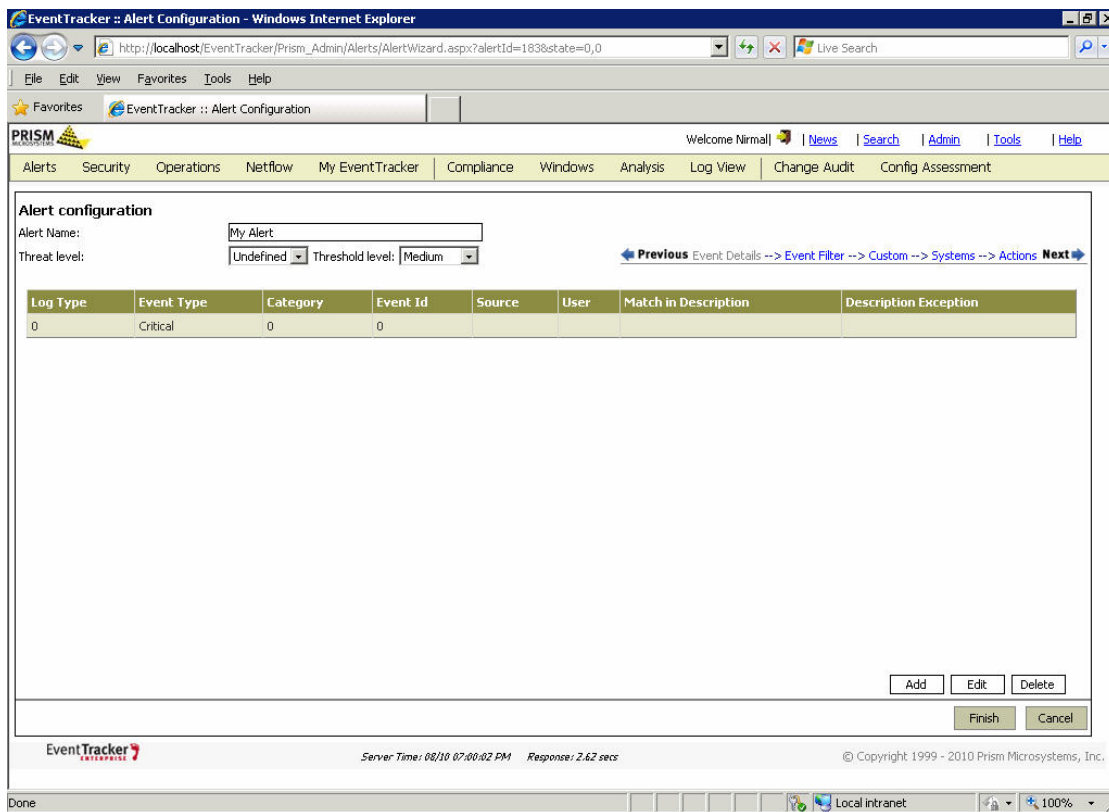 EventTracker :: Alert Configuration - Windows Internet Explorer
http://localhost/EventTracker/Prism_Admin/Alerts/AlertWizard.aspx?alertId=183&state=0,0
Live Search
File Edit View Favorites Tools Help
Favorites
EventTracker :: Alert Configuration
PRISM
MICROSYSTEMS
Welcome Nirmal| | News | Search | Admin | Tools | Help
Alerts Security Operations Netflow My EventTracker Compliance Windows Analysis Log View Change Audit Config Assessment
Alert configuration
Alert Name: My Alert
Threat level: Undefined Threshold level: Medium
Previous Event Details --> Event Filter --> Custom --> Systems --> Actions Next
Log Type Event Type Category Event Id Source User Match in Description Description Exception
0 Critical 0 0
Add Edit Delete
Finish Cancel
EventTracker
ENTERPRISE
Server Time: 08/10 07:00:02 PM Response: 2.62 secs
© Copyright 1999 - 2010 Prism Microsystems, Inc.
Done
Local intranet
100%